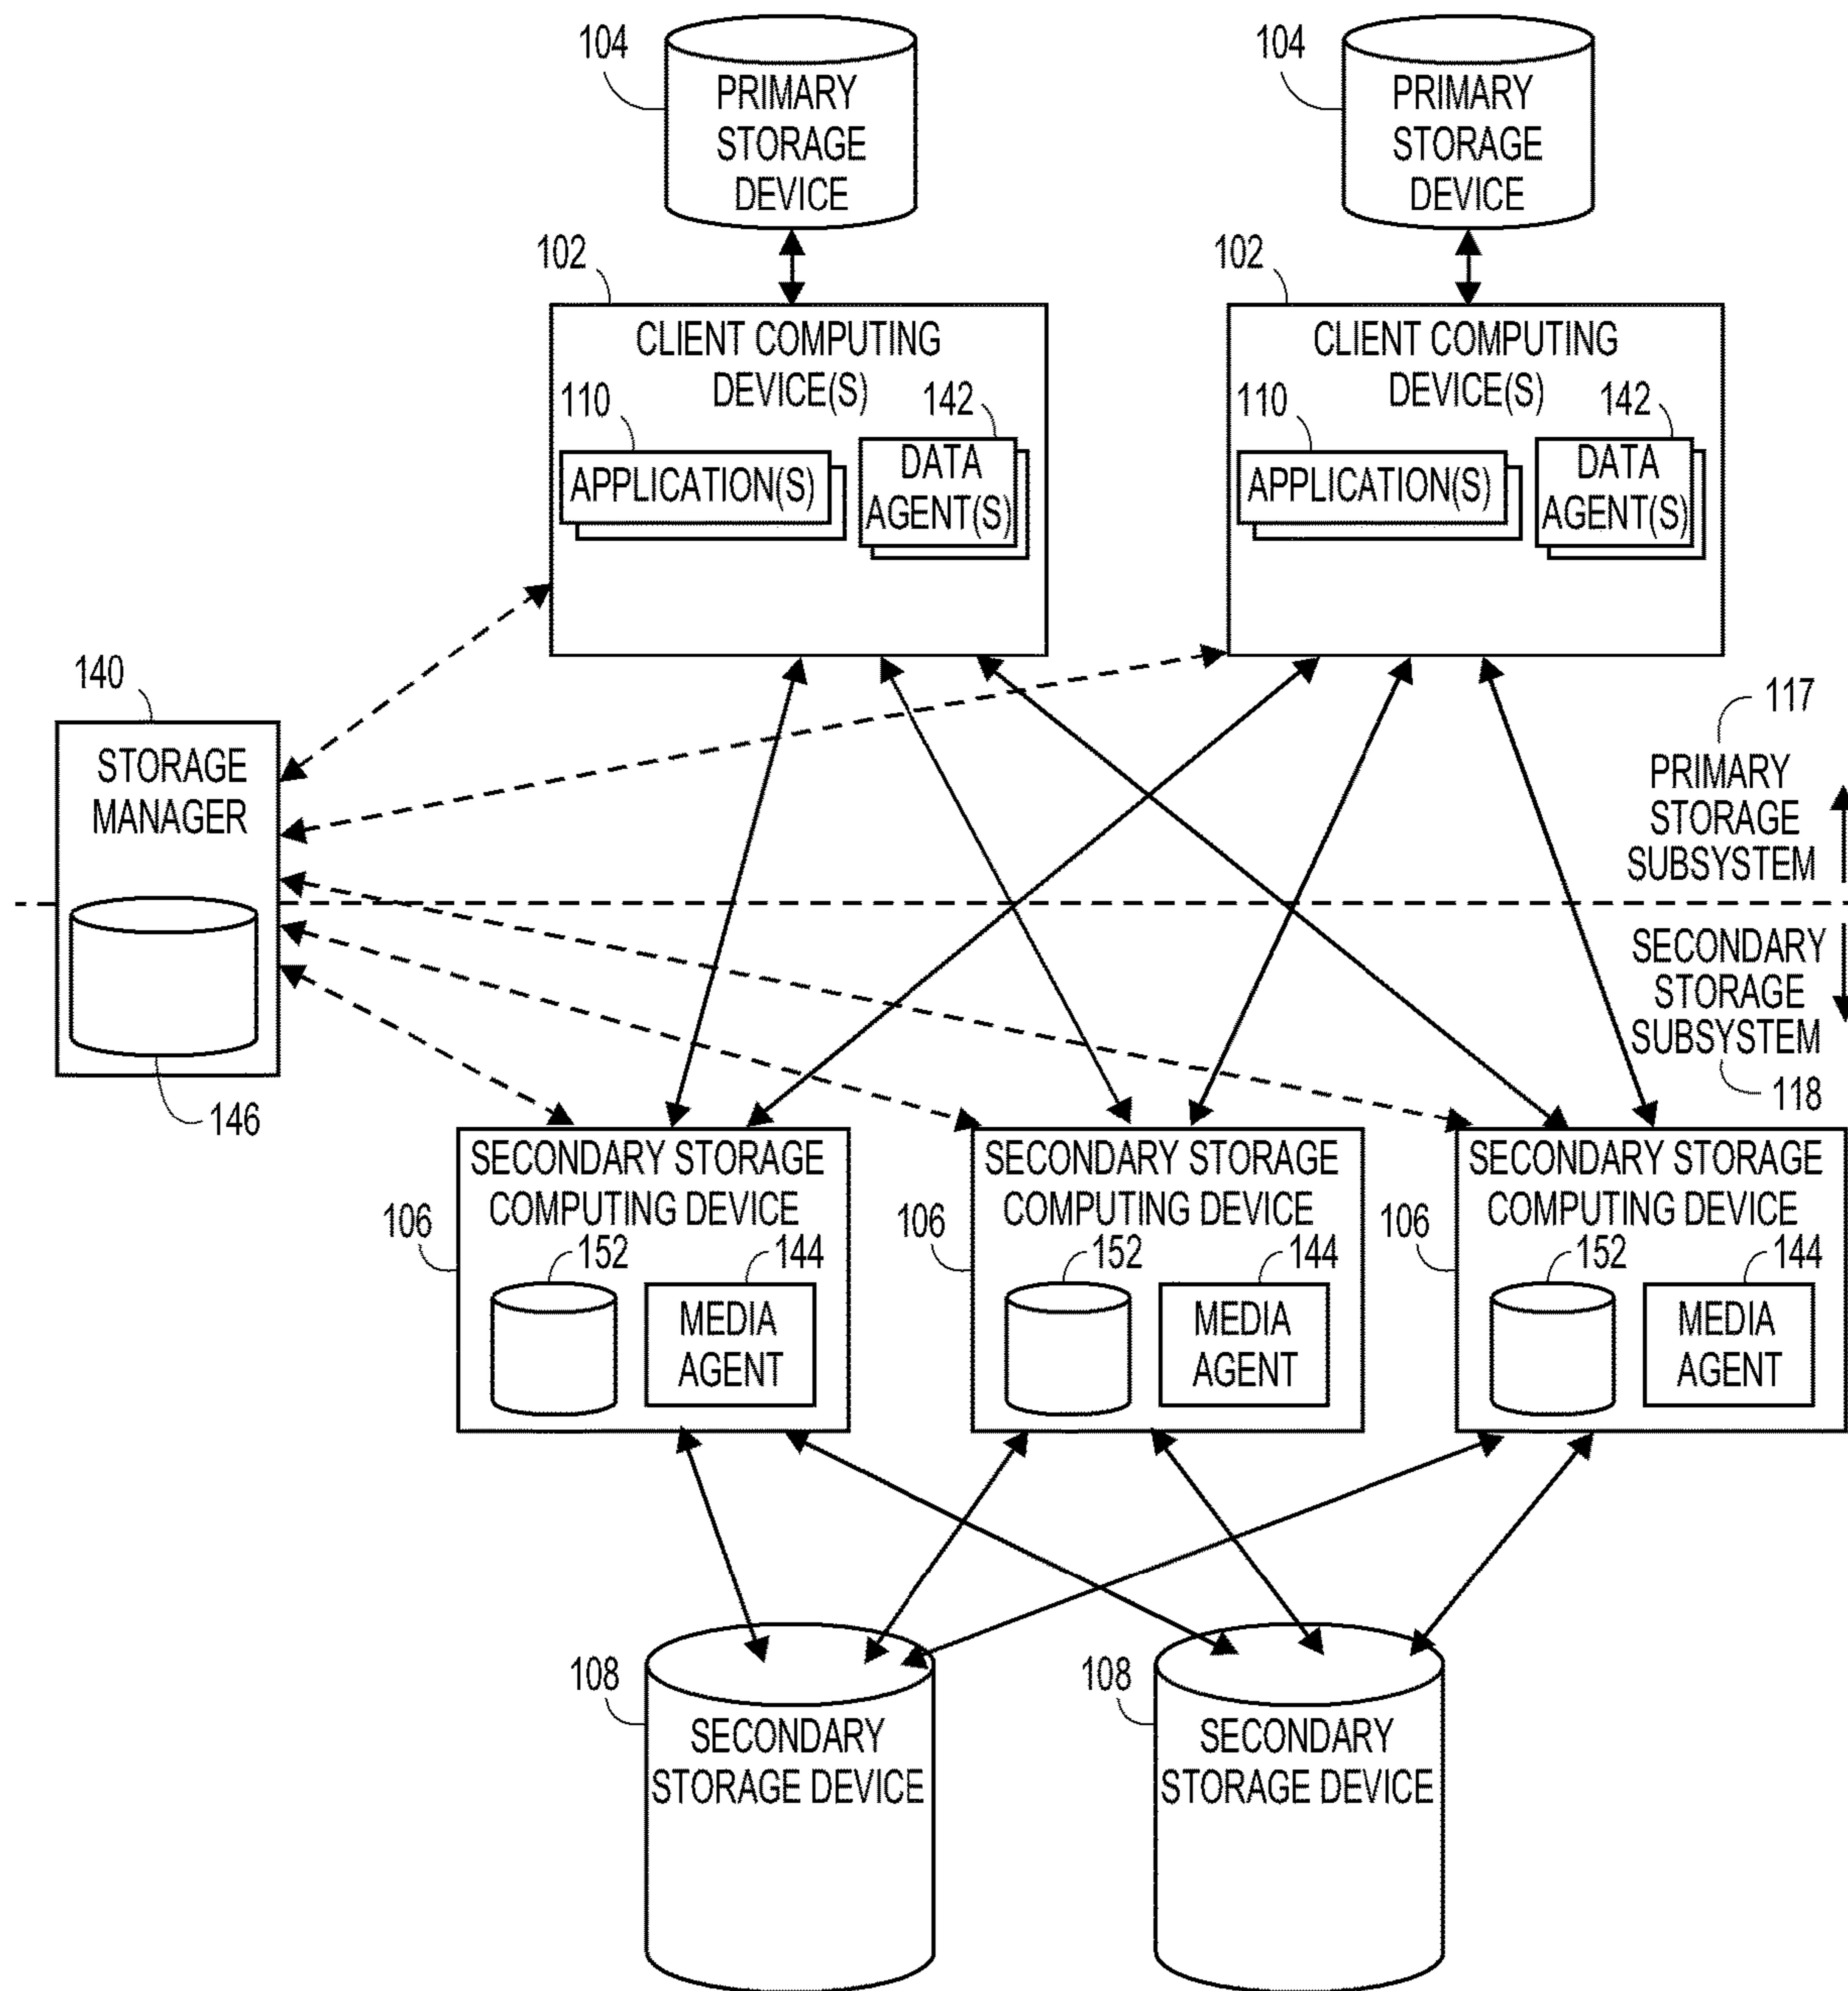 104
PRIMARY
STORAGE
DEVICE
104
PRIMARY
STORAGE
DEVICE
102
CLIENT COMPUTING
DEVICE(S)
110
APPLICATION(S)
142
DATA
AGENT(S)
102
CLIENT COMPUTING
DEVICE(S)
110
APPLICATION(S)
142
DATA
AGENT(S)
140
STORAGE
MANAGER
146
117
PRIMARY
STORAGE
SUBSYSTEM
SECONDARY
STORAGE
SUBSYSTEM
118
106
SECONDARY STORAGE
COMPUTING DEVICE
152
144
MEDIA
AGENT
106
SECONDARY STORAGE
COMPUTING DEVICE
152
144
MEDIA
AGENT
106
SECONDARY STORAGE
COMPUTING DEVICE
152
144
MEDIA
AGENT
108
SECONDARY
STORAGE DEVICE
108
SECONDARY
STORAGE DEVICE